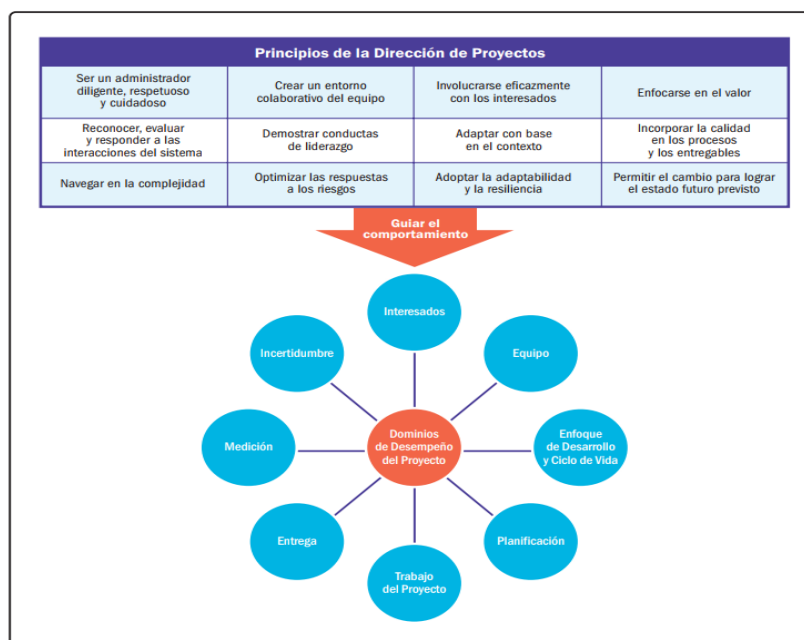 Principios de la Dirección de Proyectos
Ser un administrador
diligente, respetuoso
y cuidadoso
Crear un entorno
colaborativo del equipo
Involucrarse eficazmente
con los interesados
Enfocarse en el valor
Reconocer, evaluar
y responder a las
interacciones del sistema
Demostrar conductas
de liderazgo
Adaptar con base
en el contexto
Incorporar la calidad
en los procesos
y los entregables
Navegar en la complejidad
Optimizar las respuestas
a los riesgos
Adoptar la adaptabilidad
y la resiliencia
Permitir el cambio para lograr
el estado futuro previsto
Guiar el
comportamiento
Interesados
Incertidumbre
Equipo
Medición
Dominios
de Desempeño
del Proyecto
Enfoque
de Desarrollo
y Ciclo de Vida
Entrega
Planificación
Trabajo
del Proyecto